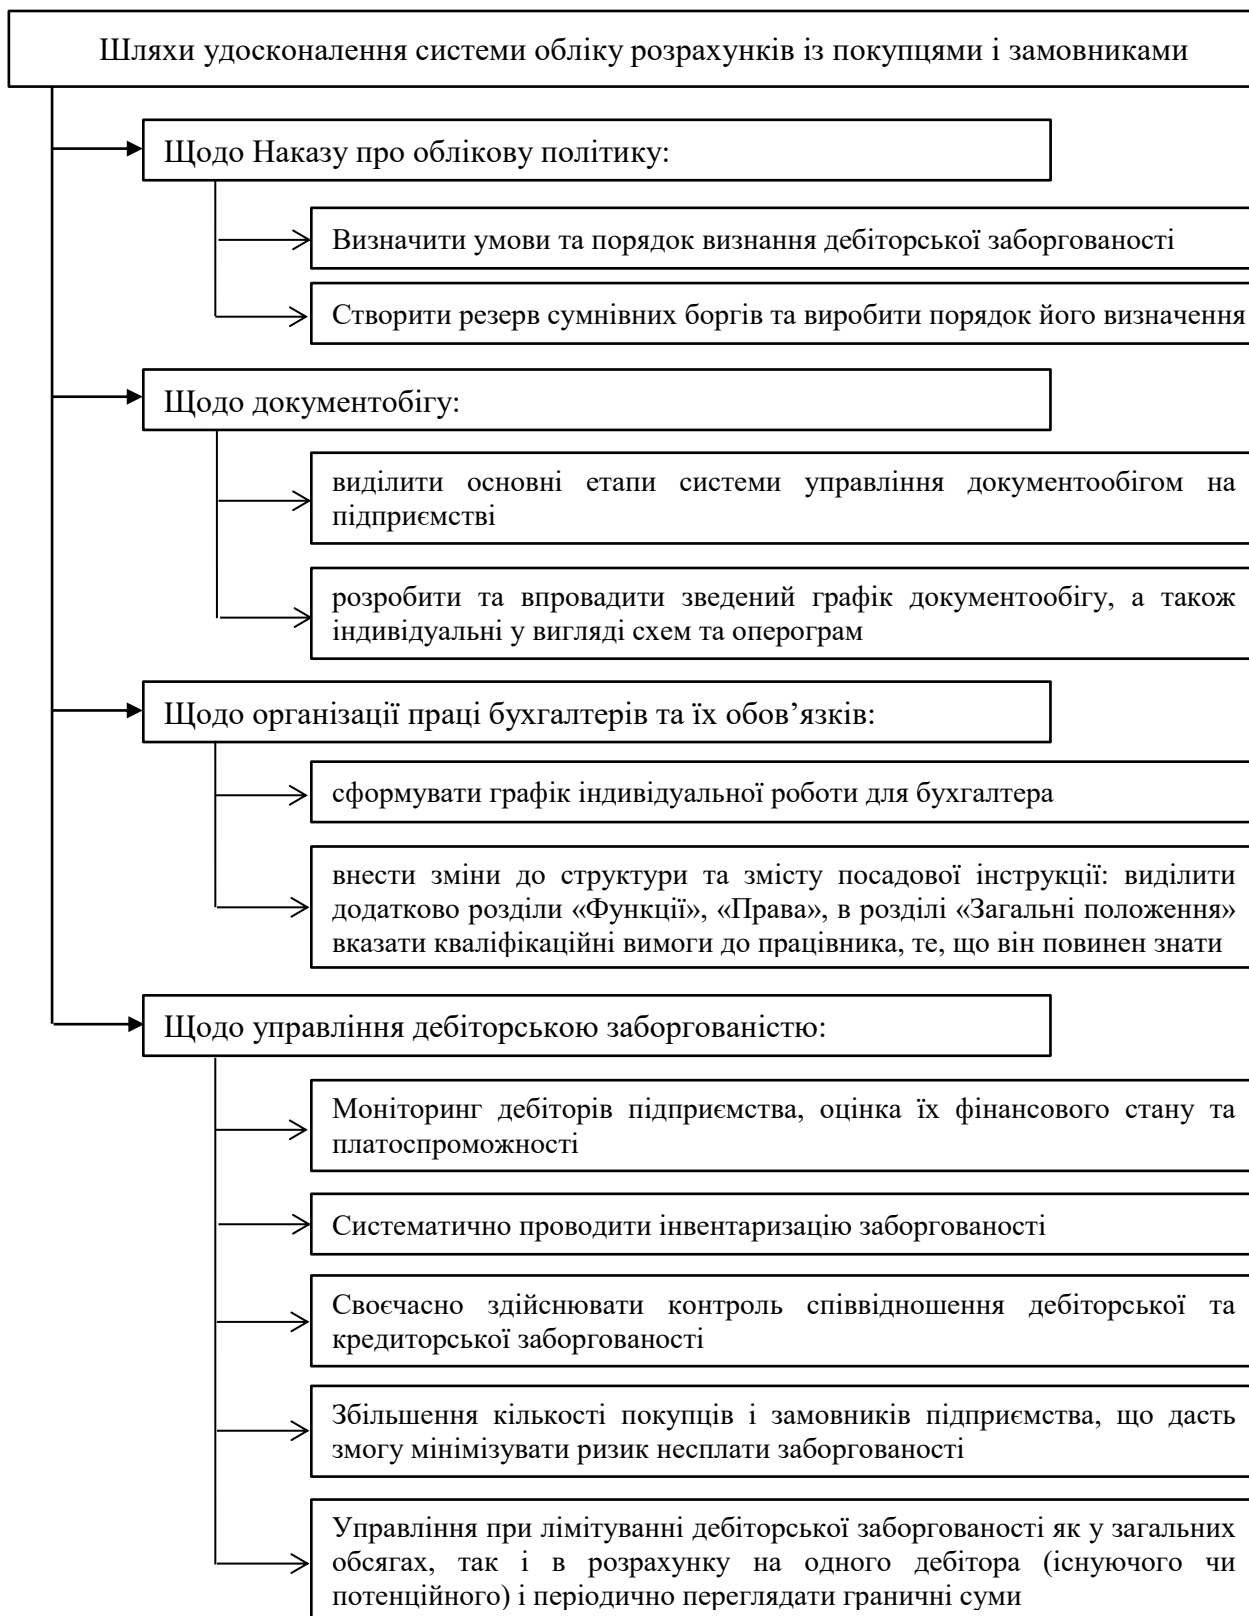 Шляхи удосконалення системи обліку розрахунків із покупцями і замовниками
Щодо Наказу про облікову політику:
Визначити умови та порядок визнання дебіторської заборгованості
Створити резерв сумнівних боргів та виробити порядок його визначення
Щодо документобігу:
виділити основні етапи системи управління документообігом на
підприємстві
розробити та впровадити зведений графік документообігу, а також
індивідуальні у вигляді схем та оперограм
Щодо організації праці бухгалтерів та їх обов’язків:
сформувати графік індивідуальної роботи для бухгалтера
внести зміни до структури та змісту посадової інструкції: виділити
додатково розділи «Функції», «Права», в розділі «Загальні положення»
вказати кваліфікаційні вимоги до працівника, те, що він повинен знати
Щодо управління дебіторською заборгованістю:
Моніторинг дебіторів підприємства, оцінка їх фінансового стану та
платоспроможності
Систематично проводити інвентаризацію заборгованості
Своєчасно здійснювати контроль співвідношення дебіторської та
кредиторської заборгованості
Збільшення кількості покупців і замовників підприємства, що дасть
змогу мінімізувати ризик несплати заборгованості
Управління при лімітуванні дебіторської заборгованості як у загальних
обсягах, так і в розрахунку на одного дебітора (існуючого чи
потенційного) і періодично переглядати граничні суми